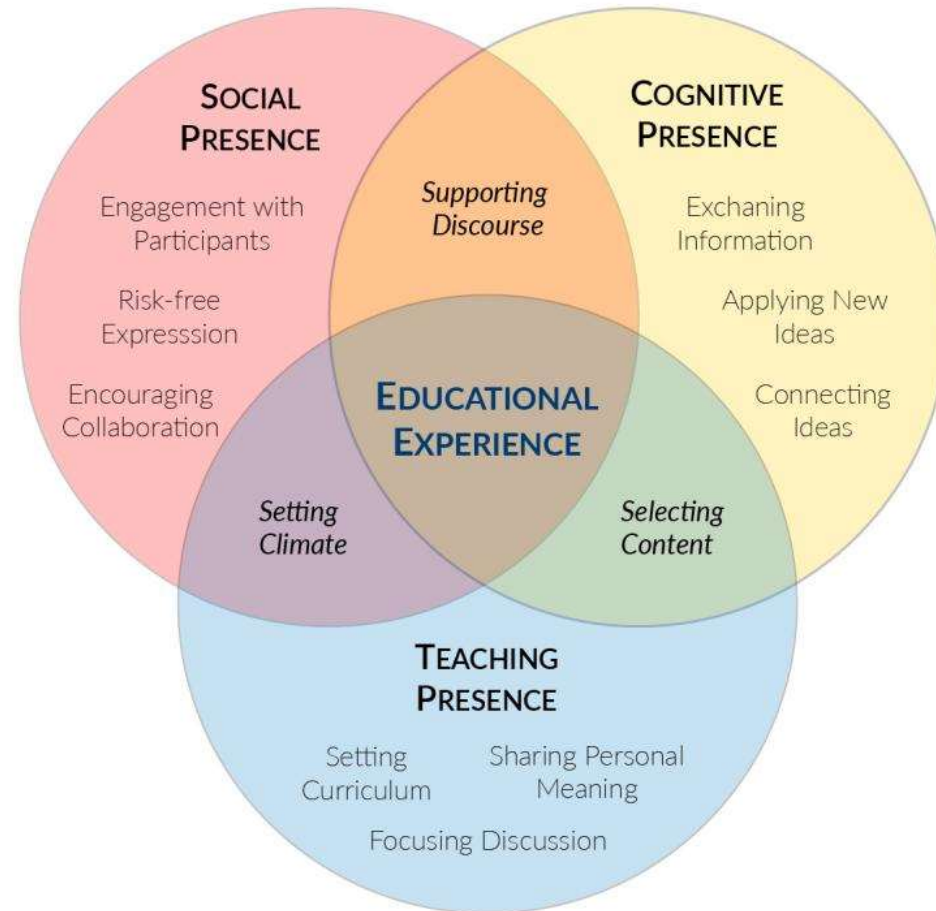 SOCIAL
PRESENCE
Engagement with
Participants
Risk-free
Expresssion
Encouraging
Collaboration
COGNITIVE
PRESENCE
Exchaning
Information
Applying New
Ideas
Connecting
Ideas
Supporting
Discourse
EDUCATIONAL
EXPERIENCE
Setting
Climate
Selecting
Content
TEACHING
PRESENCE
Setting
Curriculum
Sharing Personal
Meaning
Focusing Discussion